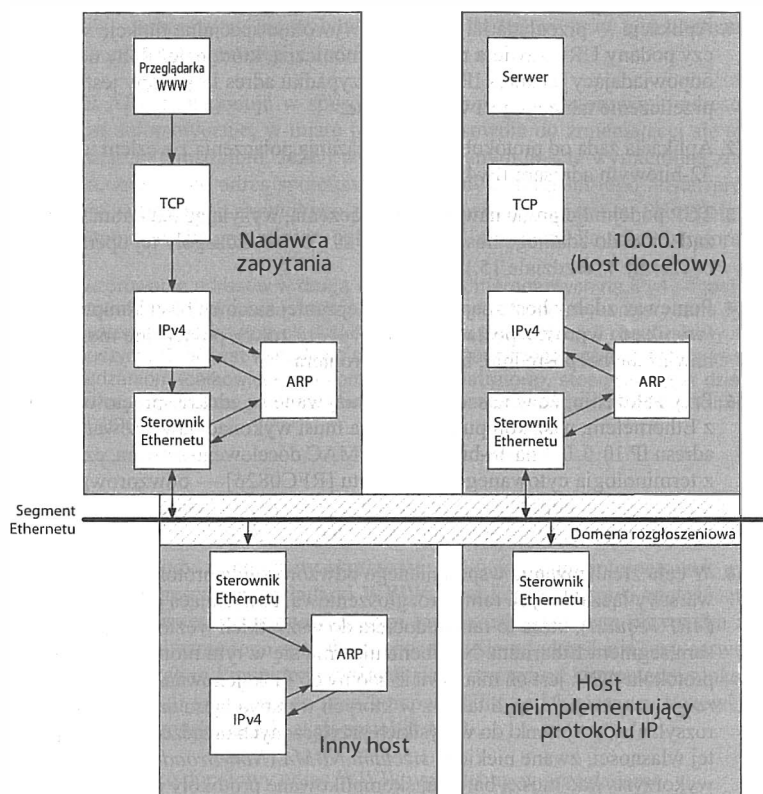 Przeglądarka
WWW
TCP
Nadawca
zapytania
IPv4
ARP
Sterownik
Ethernetu
Serwer
TCP
10.0.0.1
(host docelowy)
IPv4
ARP
Sterownik
Ethernetu
Segment
Ethernetu
Domena rozgłoszeniowa
Sterownik
Ethernetu
ARP
IPv4
Inny host
Sterownik
Ethernetu
Host
nieimplementujący
protokołu IP